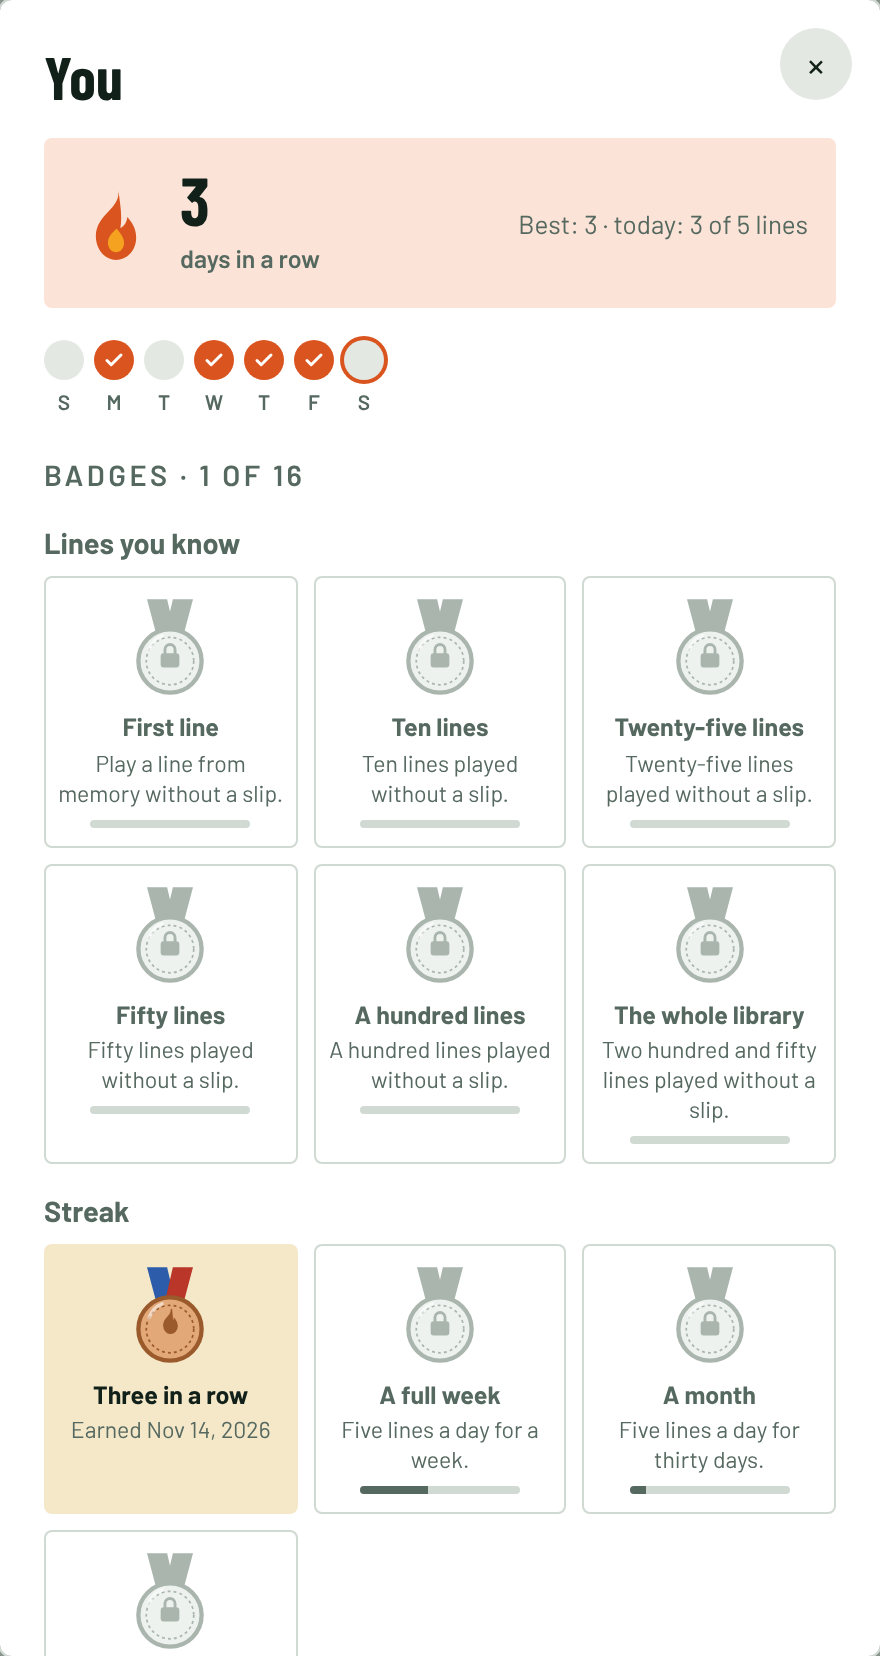 You
×
3
days in a row
Best: 3 · today: 3 of 5 lines
S M T W T F S
BADGES · 1 OF 16
Lines you know
First line
Play a line from
memory without a slip.
Ten lines
Ten lines played
without a slip.
Twenty-five lines
Twenty-five lines
played without a slip.
Fifty lines
Fifty lines played
without a slip.
A hundred lines
A hundred lines played
without a slip.
The whole library
Two hundred and fifty
lines played without a
slip.
Streak
Three in a row
Earned Nov 14, 2026
A full week
Five lines a day for a
week.
A month
Five lines a day for
thirty days.